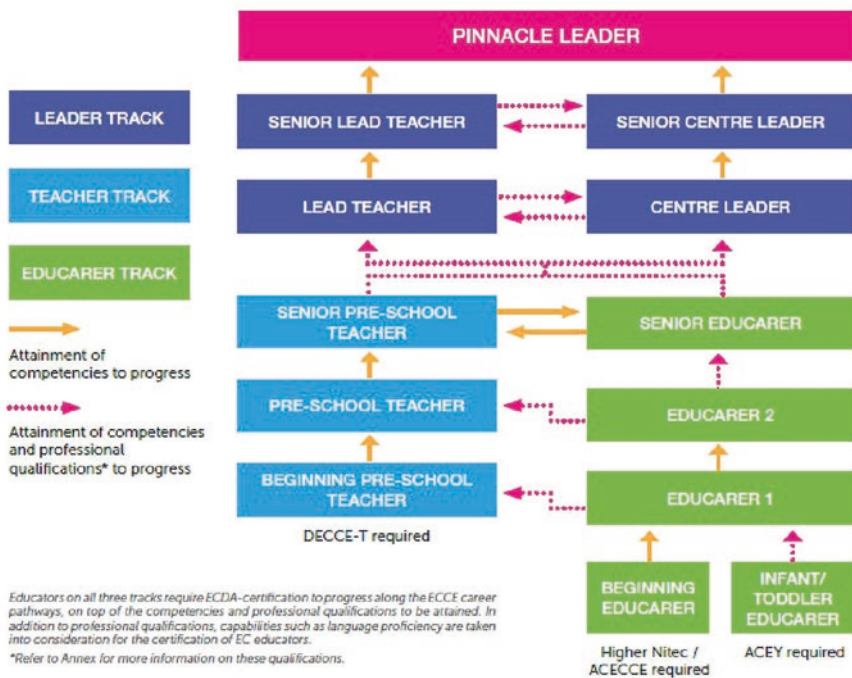 PINNACLE LEADER
LEADER TRACK
SENIOR LEAD TEACHER
SENIOR CENTRE LEADER
TEACHER TRACK
LEAD TEACHER
CENTRE LEADER
EDUCARER TRACK
SENIOR PRE-SCHOOL
TEACHER
SENIOR EDUCARER
Attainment of
competencies to progress
PRE-SCHOOL TEACHER
EDUCARER 2
Attainment of competencies
and professional
qualifications* to progress
BEGINNING PRE-SCHOOL
TEACHER
EDUCARER 1
DECCE-T required
BEGINNING
EDUCARER
INFANT/
TODDLER
EDUCARER
Higher Nitec /
ACECCE required
ACEY required
Educators on all three tracks require ECDA-certification to progress along the ECCE career
pathways, on top of the competencies and professional qualifications to be attained. In
addition to professional qualifications, capabilities such as language proficiency are taken
into consideration for the certification of EC educators.
*Refer to Annex for more information on these qualifications.